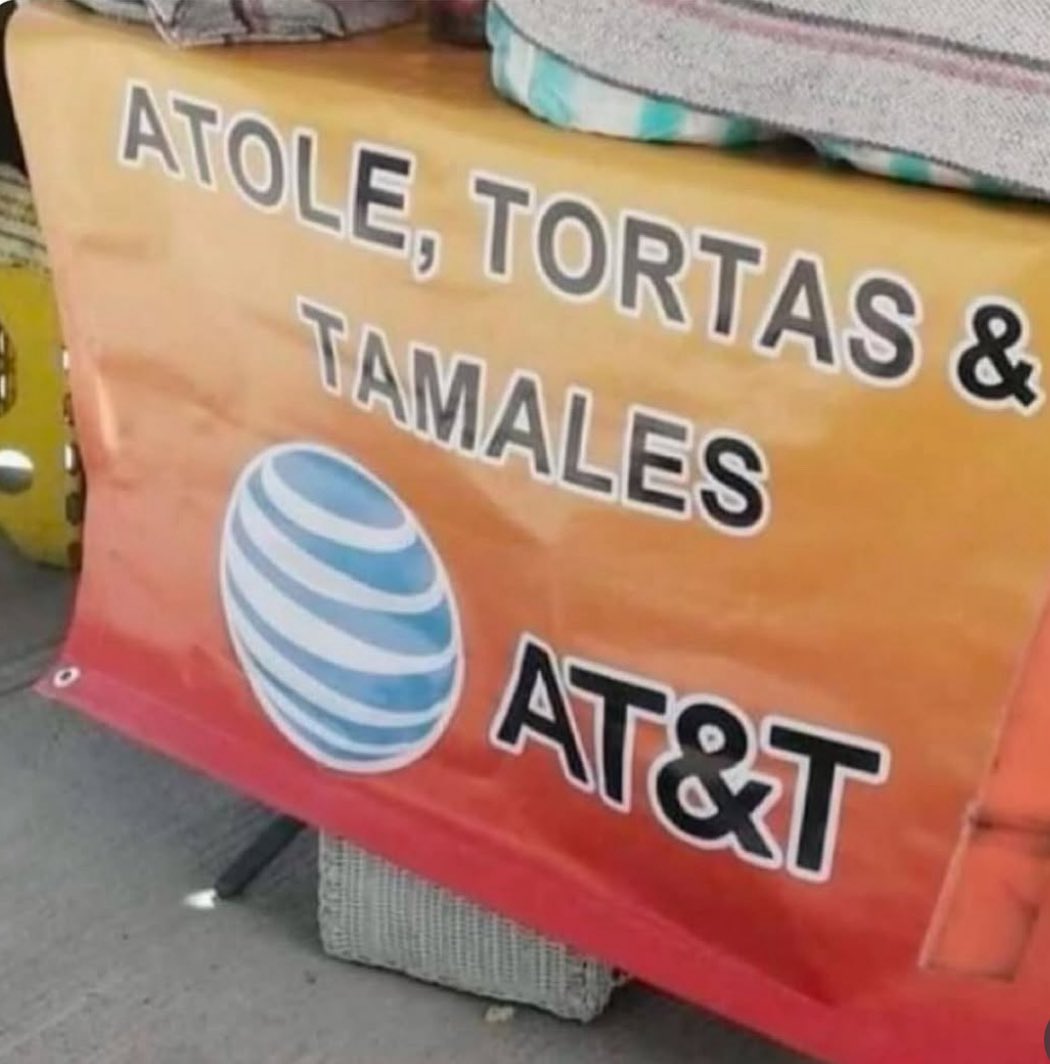 ATOLE, TORTAS &
TAMALES
AT&T